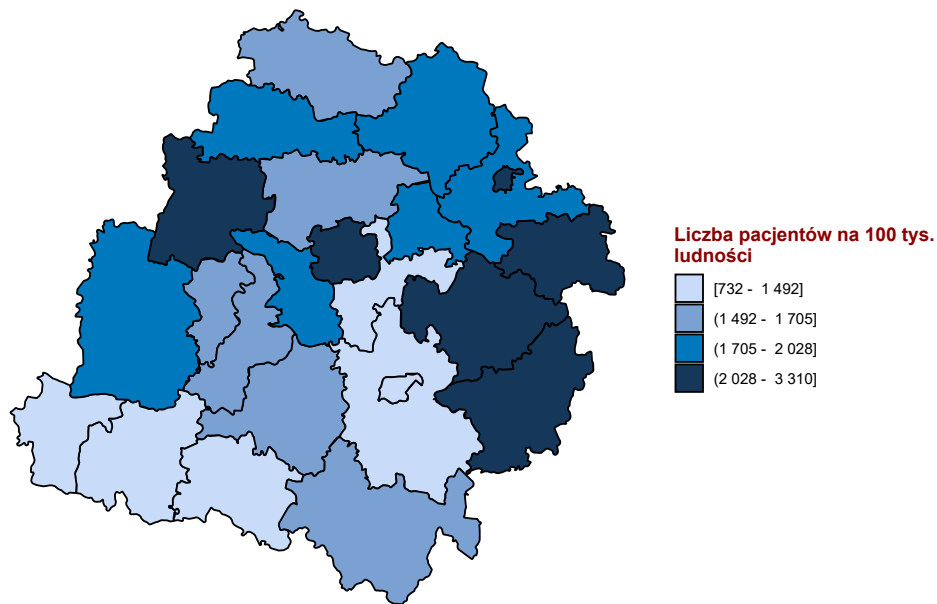 Liczba pacjentów na 100 tys.
ludności
[732 - 1 492]
(1 492 - 1 705]
(1 705 - 2 028]
(2 028 - 3 310]